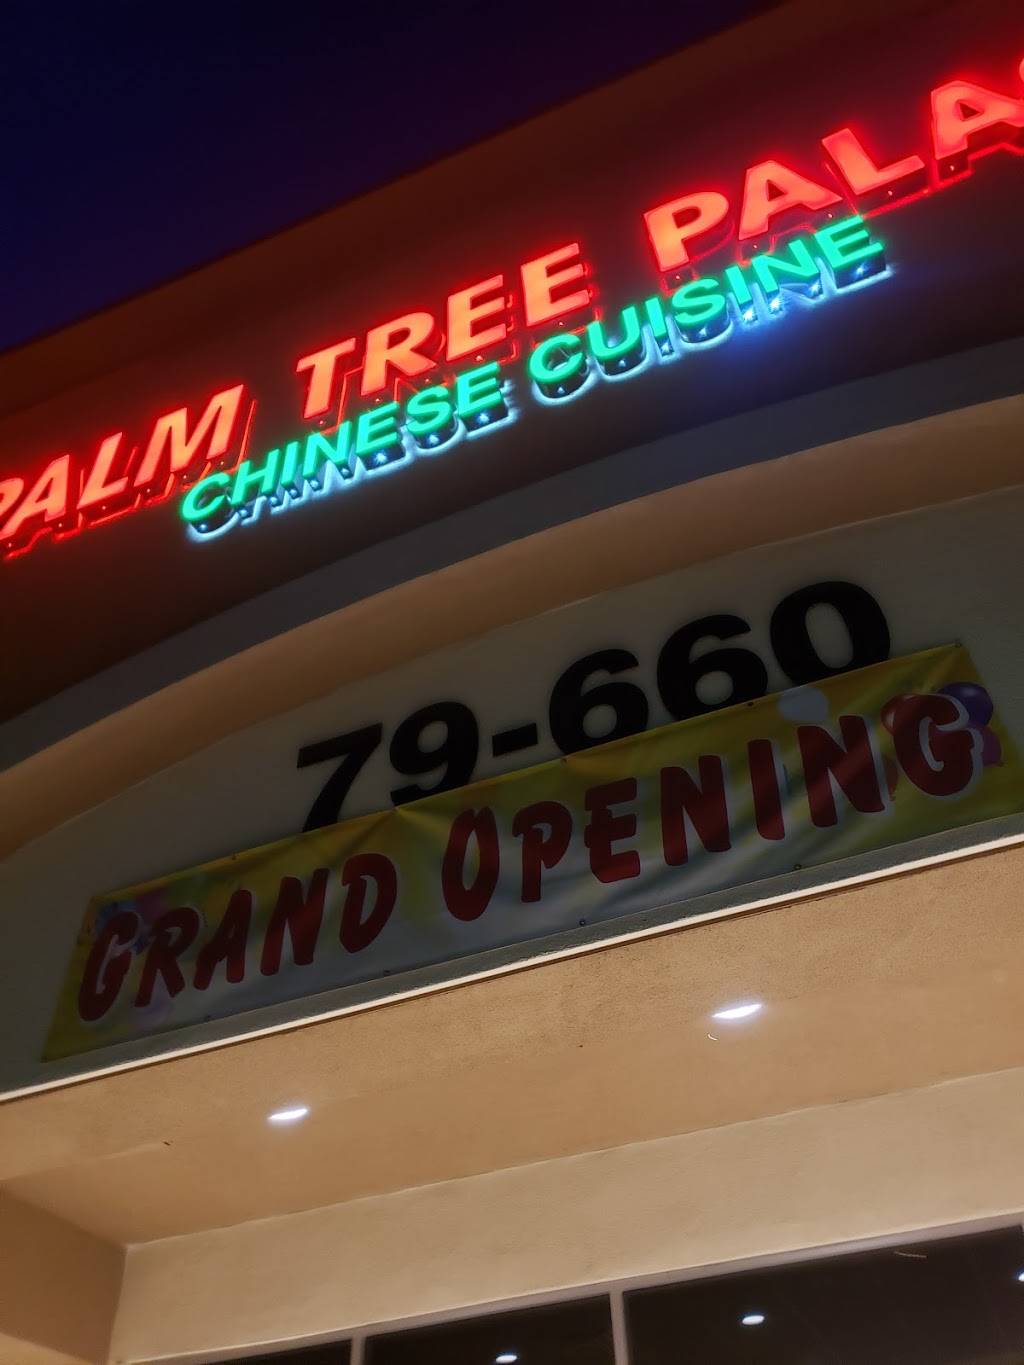 PALM TREE PALA
CHINESE CUISINE
79-660
GRAND OPENING